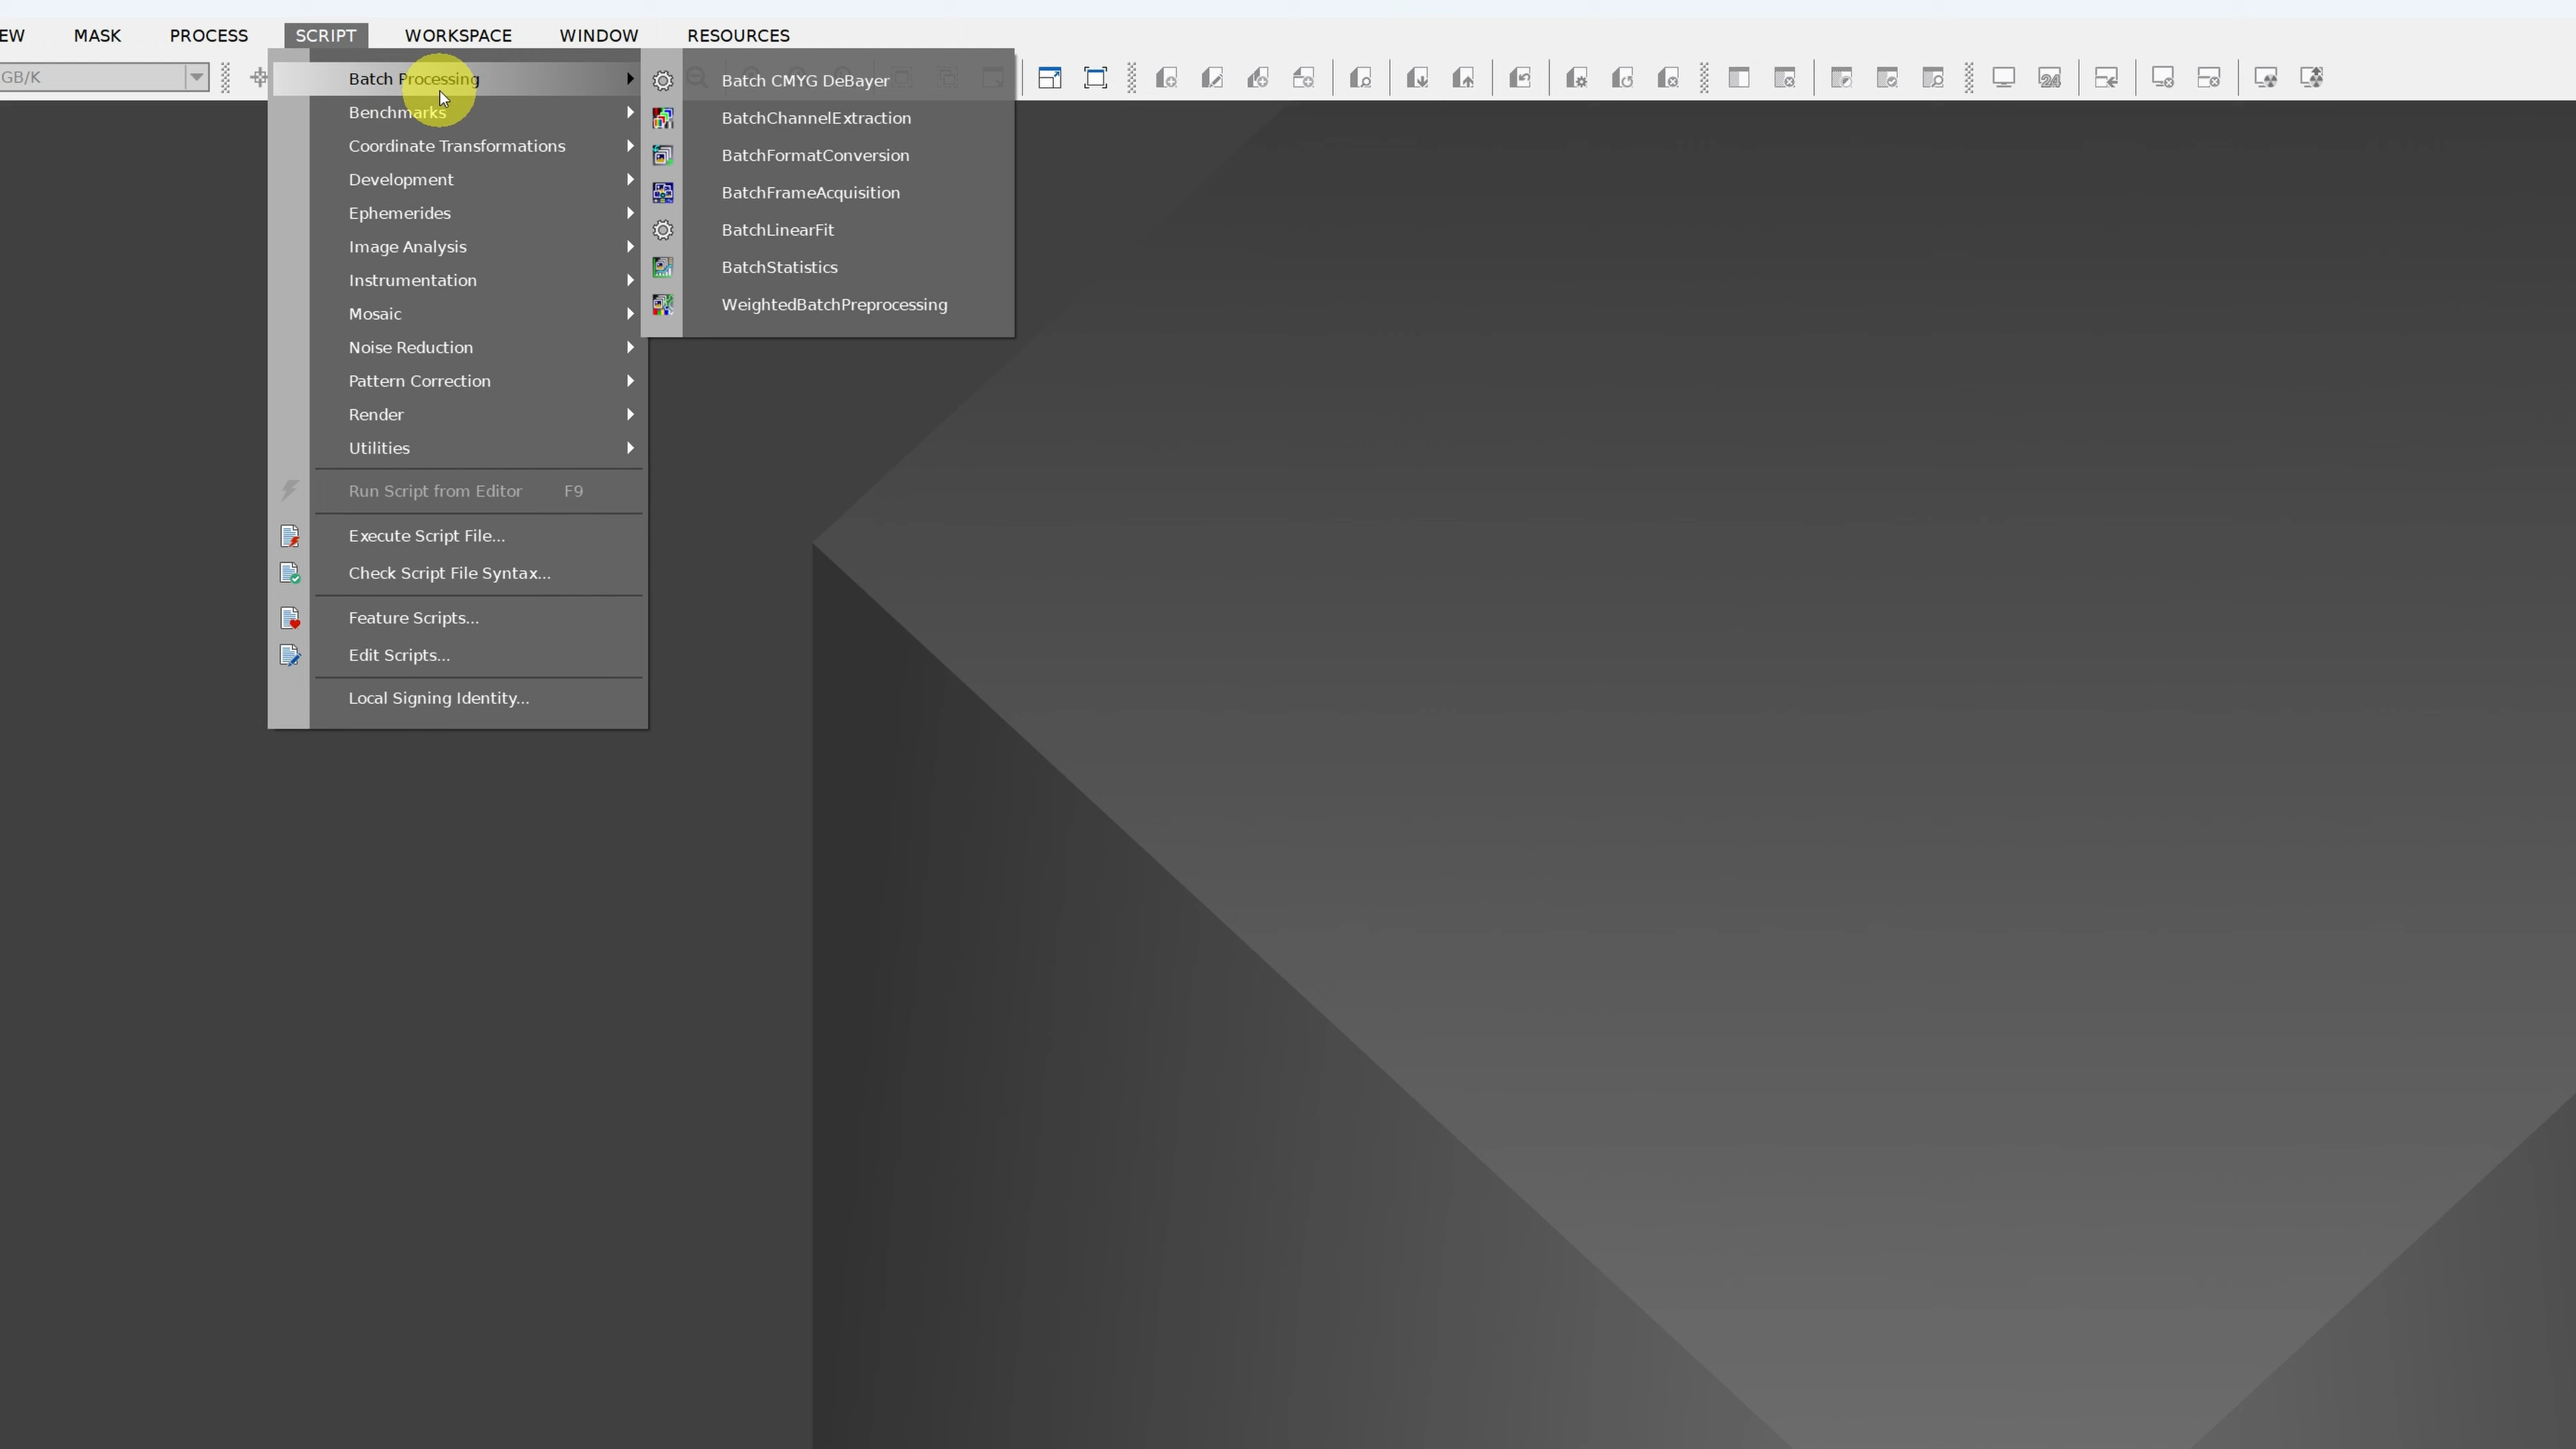 EW MASK PROCESS SCRIPT WORKSPACE WINDOW RESOURCES
GB/K
24
Batch Processing
Benchmarks
Coordinate Transformations
Development
Ephemerides
Image Analysis
Instrumentation
Mosaic
Noise Reduction
Pattern Correction
Render
Utilities
Run Script from Editor F9
Execute Script File...
Check Script File Syntax...
Feature Scripts...
Edit Scripts...
Local Signing Identity...
Batch CMYG DeBayer
BatchChannelExtraction
BatchFormatConversion
BatchFrameAcquisition
BatchLinearFit
BatchStatistics
WeightedBatchPreprocessing